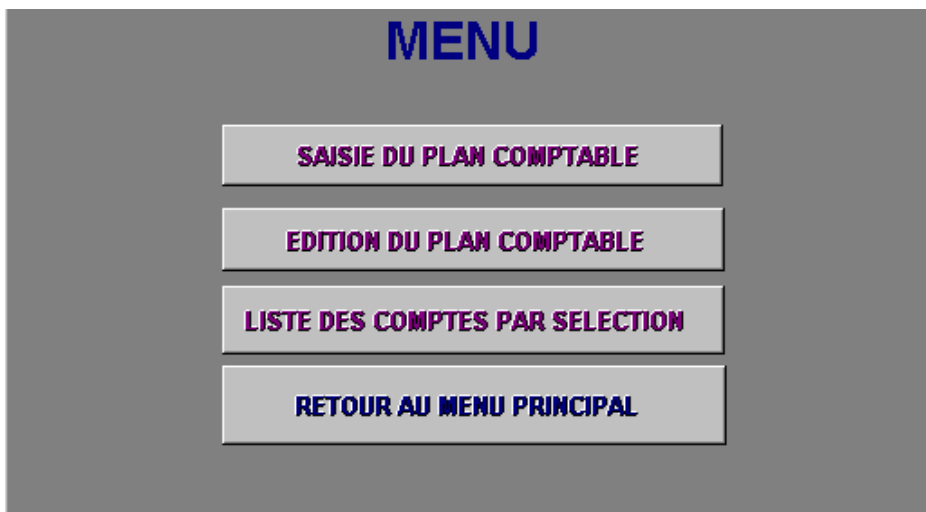 MENU
SAISIE DU PLAN COMPTABLE
EDITION DU PLAN COMPTABLE
LISTE DES COMPTES PAR SELECTION
RETOUR AU MENU PRINCIPAL